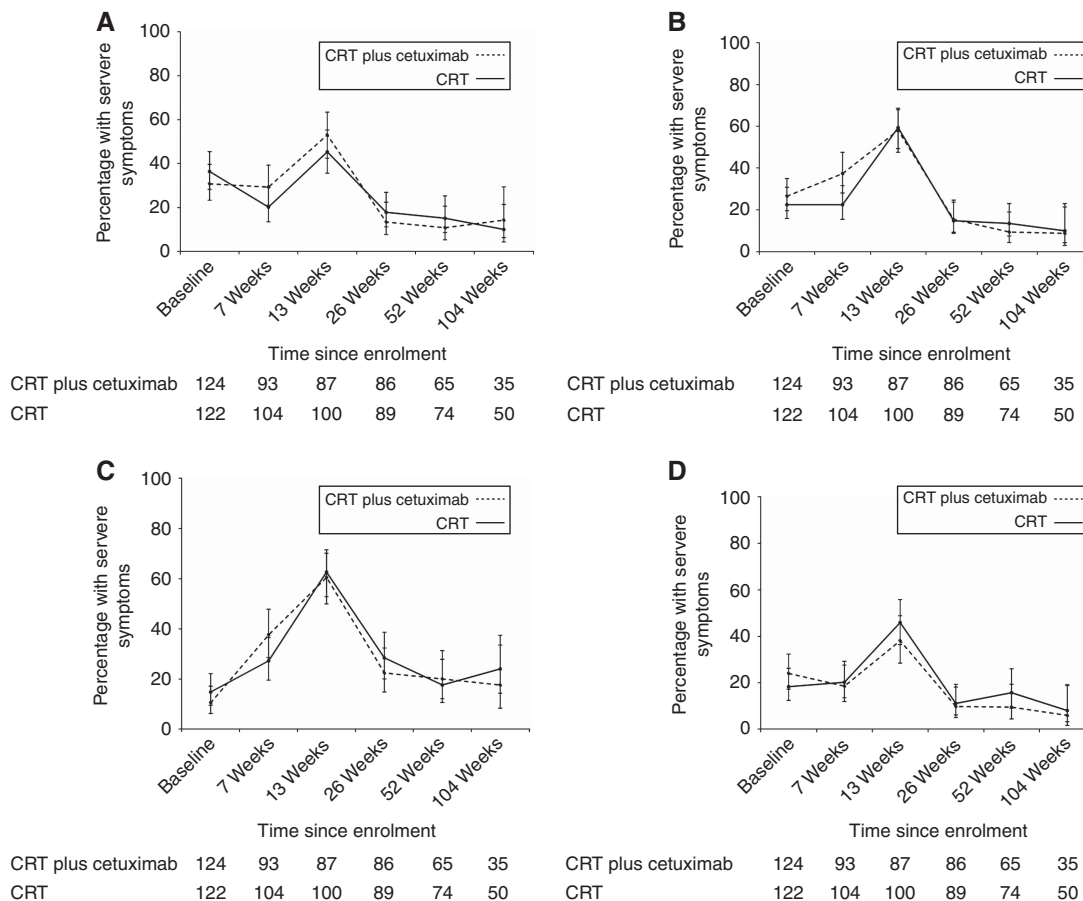 A
Percentage with servere
symptoms
100
80
60
40
20
0
CRT plus cetuximab
CRT
Baseline
7 Weeks
13 Weeks
26 Weeks
52 Weeks
104 Weeks
Time since enrolment
CRT plus cetuximab 124 93 87 86 65 35
CRT 122 104 100 89 74 50
B
Percentage with servere
symptoms
100
80
60
40
20
0
CRT plus cetuximab
CRT
Baseline
7 Weeks
13 Weeks
26 Weeks
52 Weeks
104 Weeks
Time since enrolment
CRT plus cetuximab 124 93 87 86 65 35
CRT 122 104 100 89 74 50
C
Percentage with servere
symptoms
100
80
60
40
20
0
CRT plus cetuximab
CRT
Baseline
7 Weeks
13 Weeks
26 Weeks
52 Weeks
104 Weeks
Time since enrolment
CRT plus cetuximab 124 93 87 86 65 35
CRT 122 104 100 89 74 50
D
Percentage with servere
symptoms
100
80
60
40
20
0
CRT plus cetuximab
CRT
Baseline
7 Weeks
13 Weeks
26 Weeks
52 Weeks
104 Weeks
Time since enrolment
CRT plus cetuximab 124 93 87 86 65 35
CRT 122 104 100 89 74 50